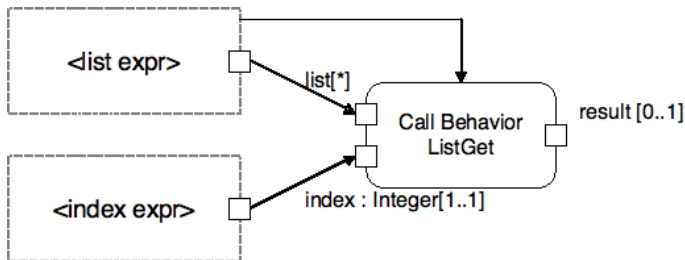 <list expr>
list[*]
Call Behavior
ListGet
result [0..1]
<index expr>
index : Integer[1..1]